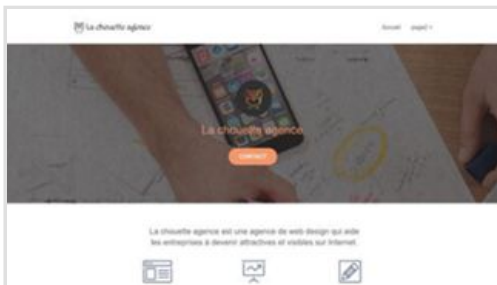 La chouette agence
Accueil page2
La chouette agence
CONTACT
La chouette agence est une agence de web design qui aide
les entreprises à devenir attractives et visibles sur Internet.